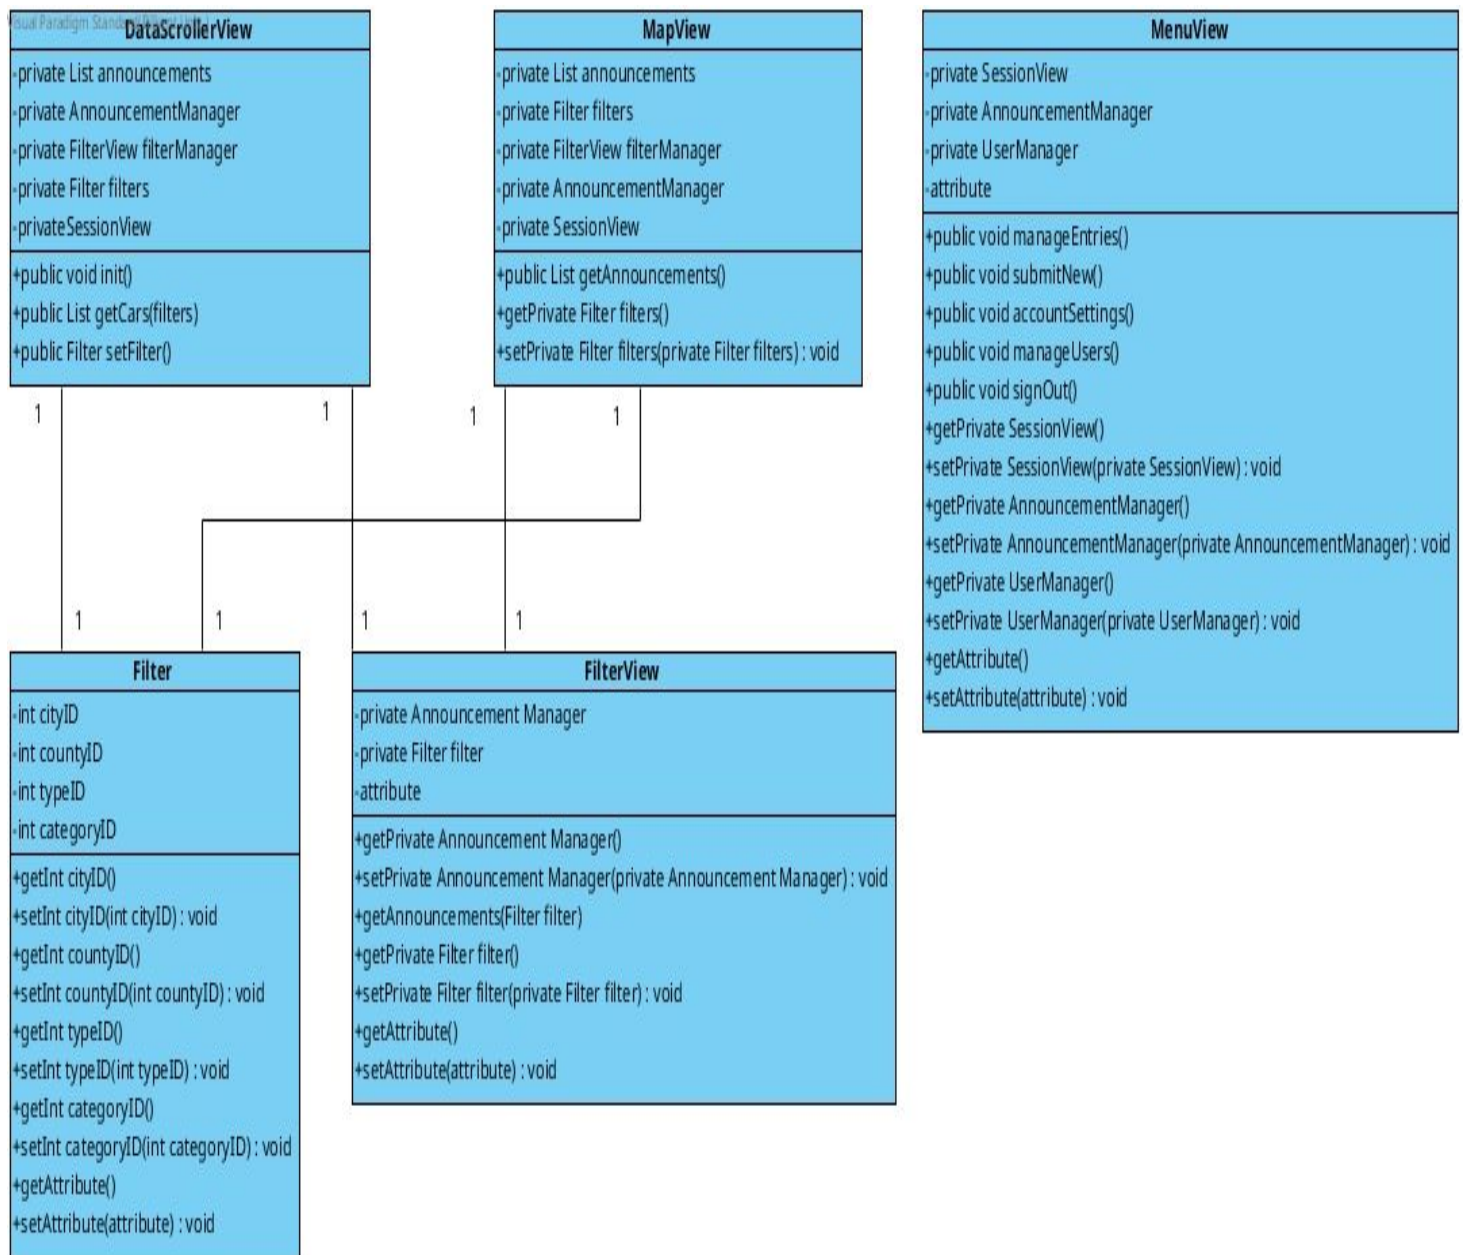 Visual Paradigm Standard
DataScrollerView
-private List announcements
-private AnnouncementManager
-private FilterView filterManager
-private Filter filters
-privateSessionView
+public void init()
+public List getCars(filters)
+public Filter setFilter()
MapView
-private List announcements
-private Filter filters
-private FilterView filterManager
-private AnnouncementManager
-private SessionView
+public List getAnnouncements()
+getPrivate Filter filters()
+setPrivate Filter filters(private Filter filters) : void
MenuView
-private SessionView
-private AnnouncementManager
-private UserManager
-attribute
+public void manageEntries()
+public void submitNew()
+public void accountSettings()
+public void manageUsers()
+public void signOut()
+getPrivate SessionView()
+setPrivate SessionView(private SessionView) : void
+getPrivate AnnouncementManager()
+setPrivate AnnouncementManager(private AnnouncementManager) : void
+getPrivate UserManager()
+setPrivate UserManager(private UserManager) : void
+getAttribute()
+setAttribute(attribute) : void
1
1
1
1
1
1
1
1
Filter
-int cityID
-int countyID
-int typeID
-int categoryID
+getInt cityID()
+setInt cityID(int cityID) : void
+getInt countyID()
+setInt countyID(int countyID) : void
+getInt typeID()
+setInt typeID(int typeID) : void
+getInt categoryID()
+setInt categoryID(int categoryID) : void
+getAttribute()
+setAttribute(attribute) : void
FilterView
-private Announcement Manager
-private Filter filter
-attribute
+getPrivate Announcement Manager()
+setPrivate Announcement Manager(private Announcement Manager) : void
+getAnnouncements(Filter filter)
+getPrivate Filter filter()
+setPrivate Filter filter(private Filter filter) : void
+getAttribute()
+setAttribute(attribute) : void